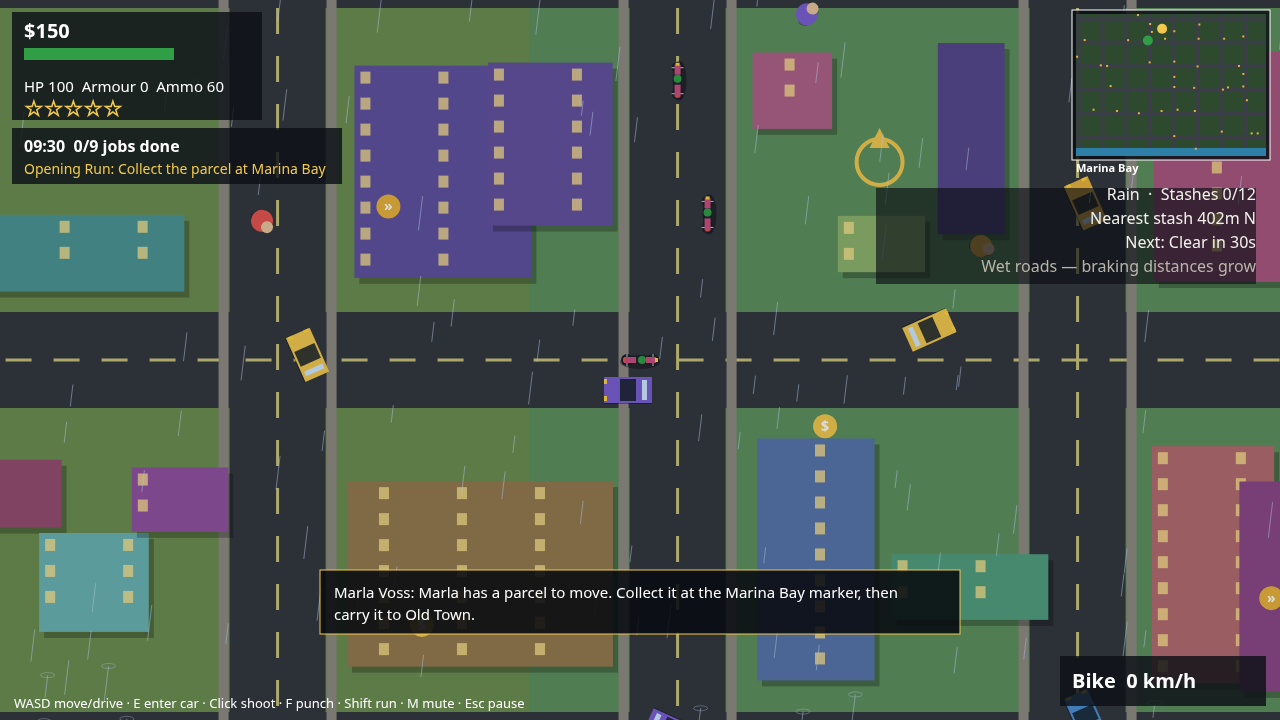 $150
HP 100 Armour 0 Ammo 60
☆☆☆☆☆
09:30 0/9 jobs done
Opening Run: Collect the parcel at Marina Bay
»
$
»
Marina Bay
Rain · Stashes 0/12
Nearest stash 402m N
Next: Clear in 30s
Wet roads — braking distances grow
Marla Voss: Marla has a parcel to move. Collect it at the Marina Bay marker, then
carry it to Old Town.
Bike 0 km/h
WASD move/drive · E enter car · Click shoot · F punch · Shift run · M mute · Esc pause